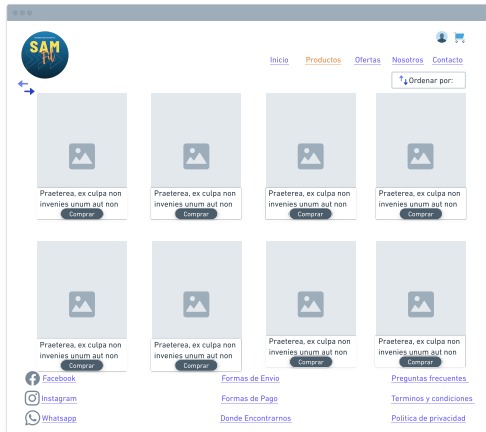 SAM
Fit
Inicio Productos Ofertas Nosotros Contacto
Ordenar por:
Praeterea, ex culpa non
invenies unum aut non
Comprar
Praeterea, ex culpa non
invenies unum aut non
Comprar
Praeterea, ex culpa non
invenies unum aut non
Comprar
Praeterea, ex culpa non
invenies unum aut non
Comprar
Praeterea, ex culpa non
invenies unum aut non
Comprar
Praeterea, ex culpa non
invenies unum aut non
Comprar
Praeterea, ex culpa non
invenies unum aut non
Comprar
Praeterea, ex culpa non
invenies unum aut non
Comprar
Facebook Formas de Envio Preguntas frecuentes
Instagram Formas de Pago Terminos y condiciones
Whatsapp Donde Encontrarnos Politica de privacidad